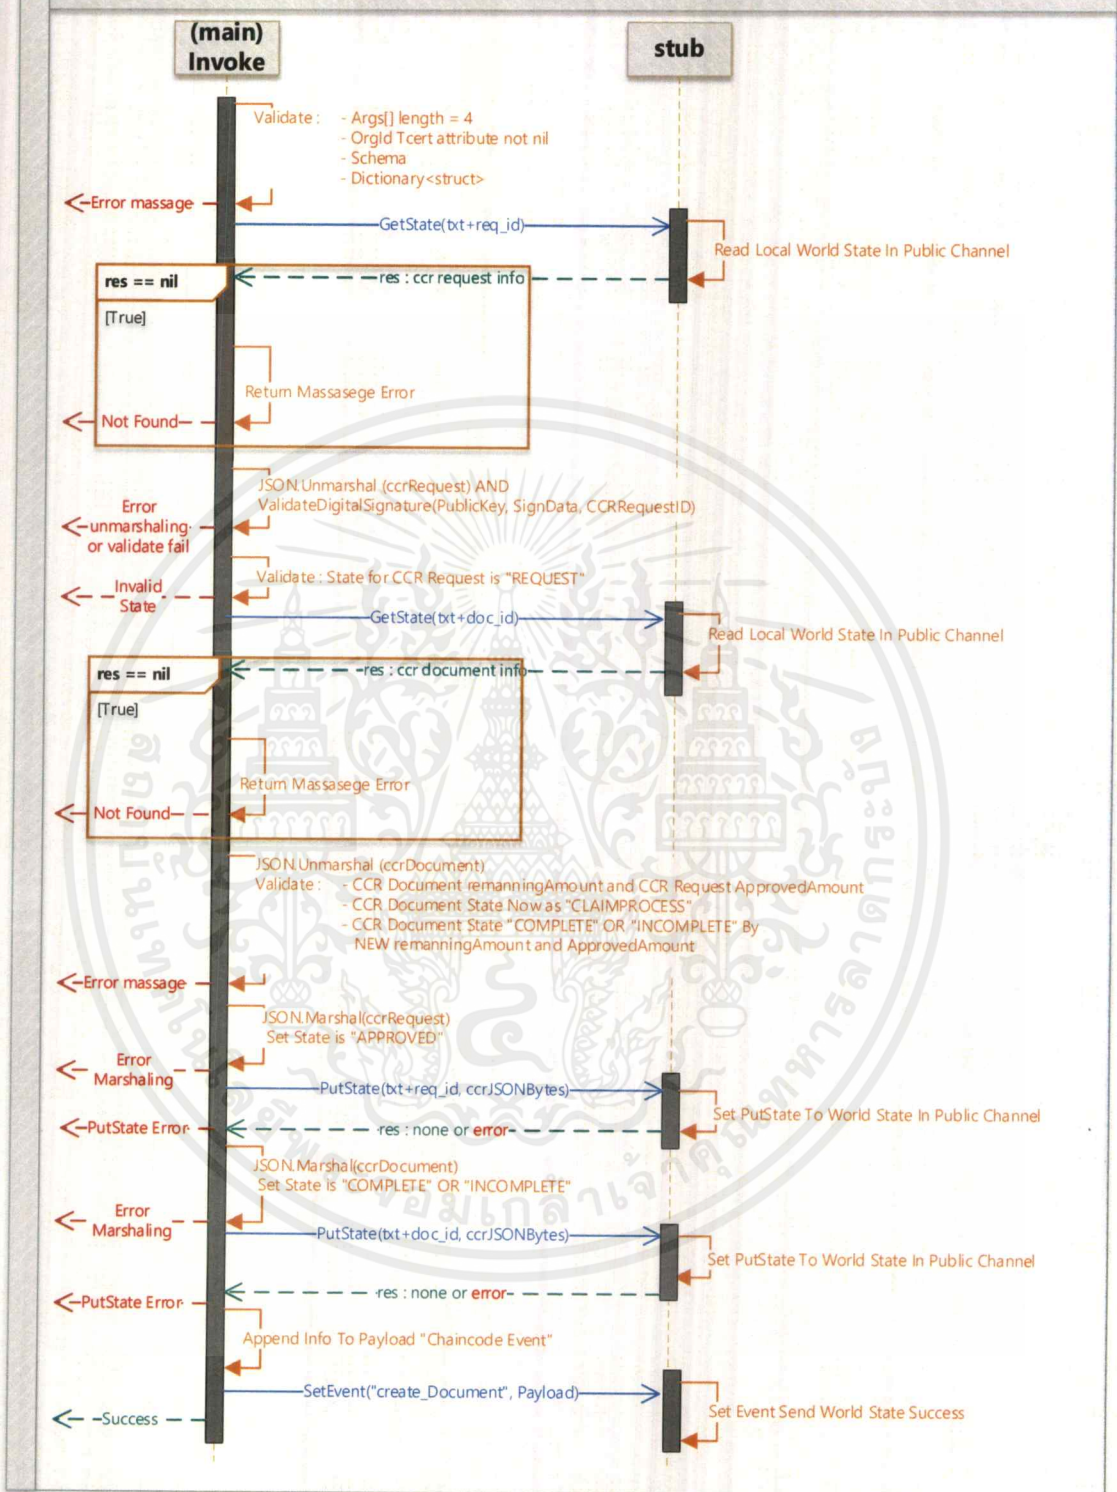 (main)
Invoke
stub
Validate : - Args[] length = 4
- OrgId Tcert attribute not nil
- Schema
- Dictionary<struct>
Error massage
GetState(txt+req_id)
Read Local World State In Public Channel
res == nil
res : ccr request info
[True]
Return Massasege Error
Not Found
JSON.Unmarshal (ccrRequest) AND
ValidateDigitalSignature(PublicKey, SignData, CCRRequestID)
Error
unmarshaling
or validate fail
Validate : State for CCR Request is "REQUEST"
Invalid
State
GetState(txt+doc_id)
Read Local World State In Public Channel
res == nil
res : ccr document info
[True]
Return Massasege Error
Not Found
JSON.Unmarshal (ccrDocument)
Validate : - CCR Document remanningAmount and CCR Request ApprovedAmount
- CCR Document State Now as "CLAIMPROCESS"
- CCR Document State "COMPLETE" OR "INCOMPLETE" By
NEW remanningAmount and ApprovedAmount
Error massage
JSON.Marshal(ccrRequest)
Set State is "APPROVED"
Error
Marshaling
PutState(txt+req_id, ccrJSONBytes)
Set PutState To World State In Public Channel
PutState Error
res : none or error
JSON.Marshal(ccrDocument)
Set State is "COMPLETE" OR "INCOMPLETE"
Error
Marshaling
PutState(txt+doc_id, ccrJSONBytes)
Set PutState To World State In Public Channel
res : none or error
PutState Error
Append Info To Payload "Chaincode Event"
SetEvent("create_Document", Payload)
Set Event Send World State Success
Success